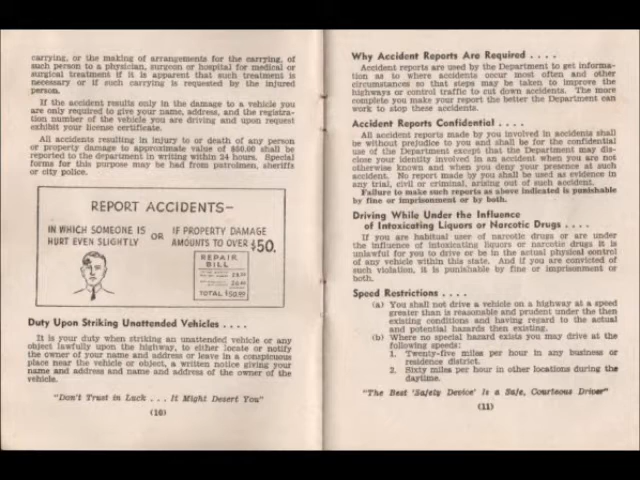 carrying, or the making of arrangements for the carrying, of
such person to a physician, surgeon or hospital for medical or
surgical treatment if it is apparent that such treatment is
necessary or if such carrying is requested by the injured
person.
If the accident results only in the damage to a vehicle you
are only required to give your name, address, and the registra-
tion number of the vehicle you are driving and upon request
exhibit your license certificate.
All accidents resulting in injury to or death of any person
or property damage to approximate value of $50.00 shall be
reported to the department in writing within 24 hours. Special
forms for this purpose may be had from patrolmen, sheriffs
or city police.
REPORT ACCIDENTS—
IN WHICH SOMEONE IS
HURT EVEN SLIGHTLY
OR
IF PROPERTY DAMAGE
AMOUNTS TO OVER $50.
REPAIR
BILL
TOTAL $50.00
Duty Upon Striking Unattended Vehicles . . . .
It is your duty when striking an unattended vehicle or any
object lawfully upon the highway, to either locate or notify
the owner of your name and address or leave in a conspicuous
place near the vehicle or object, a written notice giving your
name and address and name and address of the owner of the
vehicle.
"Don't Trust in Luck . . . It Might Desert You"
(10)
Why Accident Reports Are Required . . . .
Accident reports are used by the Department to get informa-
tion as to where accidents occur most often and other
circumstances so that steps may be taken to improve the
highways or control traffic to cut down accidents. The more
complete you make your report the better the Department can
work to stop these accidents.
Accident Reports Confidential . . . .
All accident reports made by you involved in accidents shall
be without prejudice to you and shall be for the confidential
use of the Department except that the Department may dis-
close your identity involved in an accident when you are not
otherwise known and when you deny your presence at such
accident. No report made by you shall be used as evidence in
any trial, civil or criminal, arising out of such accident.
Failure to make such reports as above indicated is punishable
by fine or imprisonment or by both.
Driving While Under the Influence
of Intoxicating Liquors or Narcotic Drugs . . . .
If you are habitual user of narcotic drugs or are under
the influence of intoxicating liquors or narcotic drugs it is
unlawful for you to drive or be in the actual physical control
of any vehicle within this state. And if you are convicted of
such violation, it is punishable by fine or imprisonment or
both.
Speed Restrictions . . . .
(a) You shall not drive a vehicle on a highway at a speed
greater than is reasonable and prudent under the then
existing conditions and having regard to the actual
and potential hazards then existing.
(b) Where no special hazard exists you may drive at the
following speeds:
1. Twenty-five miles per hour in any business or
residence district.
2. Sixty miles per hour in other locations during the
daytime.
"The Best 'Safety Device' Is a Safe, Courteous Driver"
(11)